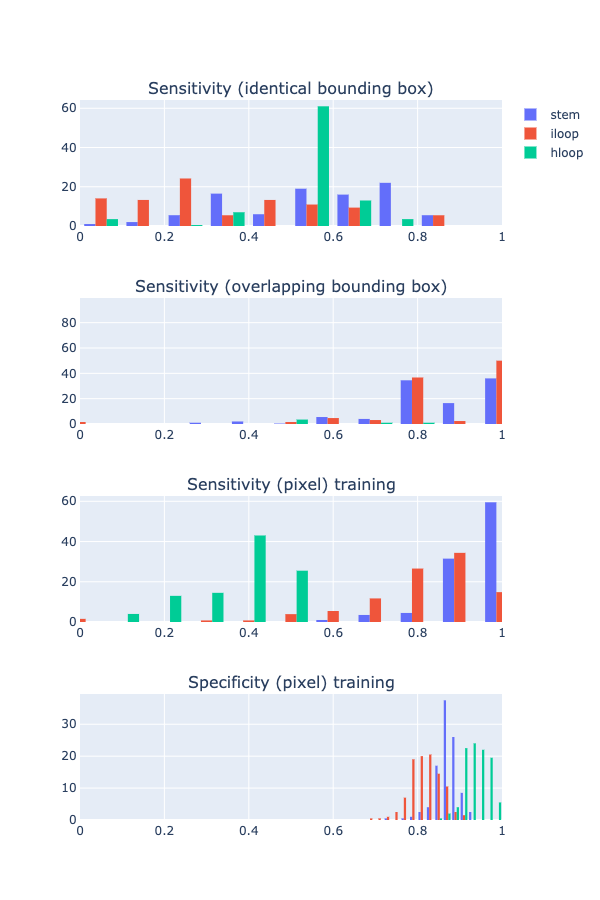 Sensitivity (identical bounding box)
60
40
20
0
0 0.2 0.4 0.6 0.8 1
stem
iloop
hloop
Sensitivity (overlapping bounding box)
80
60
40
20
0
0 0.2 0.4 0.6 0.8 1
Sensitivity (pixel) training
60
40
20
0
0 0.2 0.4 0.6 0.8 1
Specificity (pixel) training
30
20
10
0
0 0.2 0.4 0.6 0.8 1